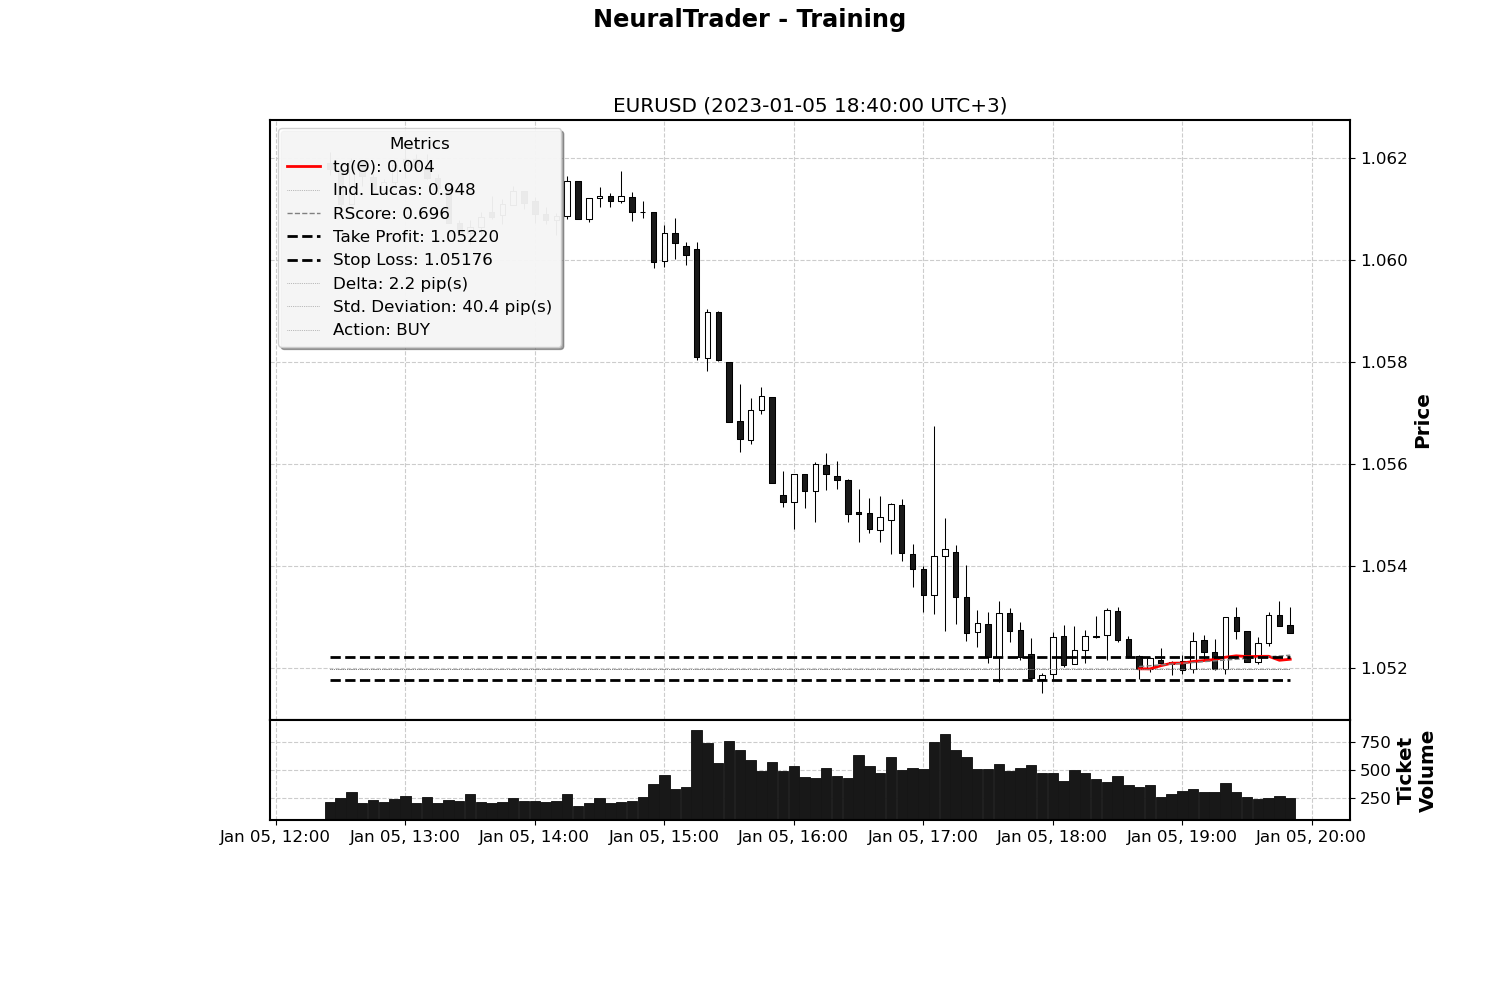 NeuralTrader - Training
EURUSD (2023-01-05 18:40:00 UTC+3)
Metrics
tg(Θ): 0.004
Ind. Lucas: 0.948
RScore: 0.696
Take Profit: 1.05220
Stop Loss: 1.05176
Delta: 2.2 pip(s)
Std. Deviation: 40.4 pip(s)
Action: BUY
1.062
1.060
1.058
1.056
1.054
1.052
Price
750
500
250
Ticket
Volume
Jan 05, 12:00 Jan 05, 13:00 Jan 05, 14:00 Jan 05, 15:00 Jan 05, 16:00 Jan 05, 17:00 Jan 05, 18:00 Jan 05, 19:00 Jan 05, 20:00